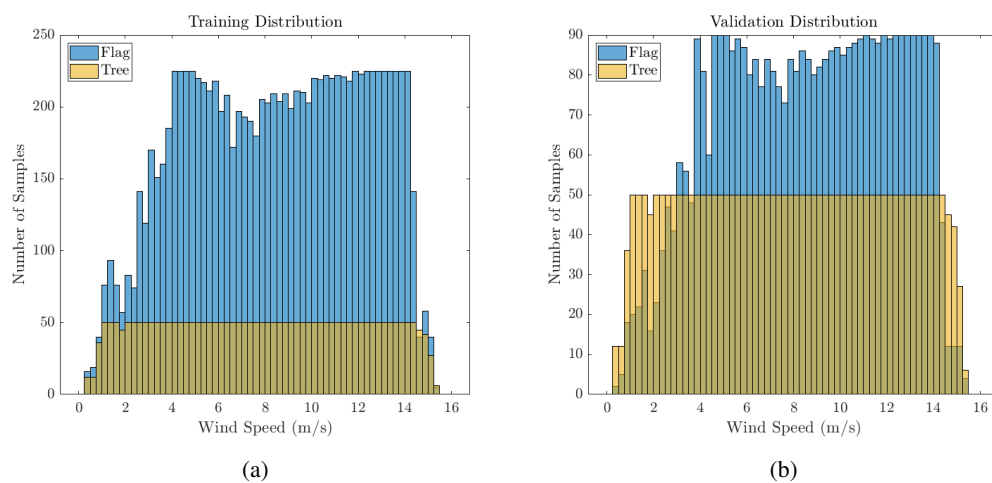 Training Distribution
250
200
150
100
50
0
Number of Samples
Flag
Tree
0 2 4 6 8 10 12 14 16
Wind Speed (m/s)
(a)
Validation Distribution
90
80
70
60
50
40
30
20
10
0
Number of Samples
Flag
Tree
0 2 4 6 8 10 12 14 16
Wind Speed (m/s)
(b)